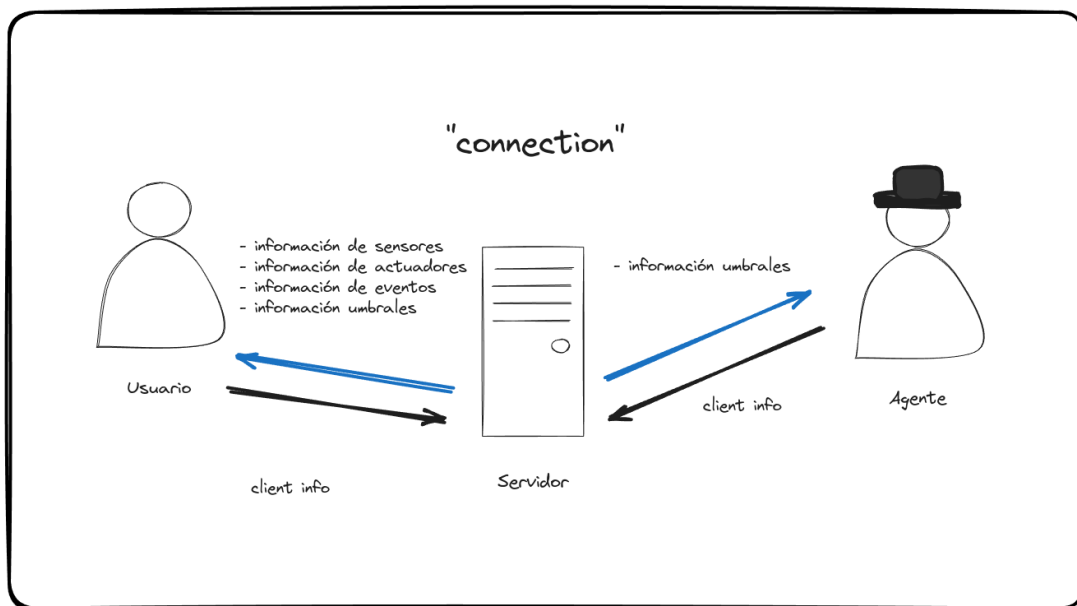 "connection"
- información de sensores
- información de actuadores
- información de eventos
- información umbrales
- información umbrales
Usuario
client info
Servidor
client info
Agente